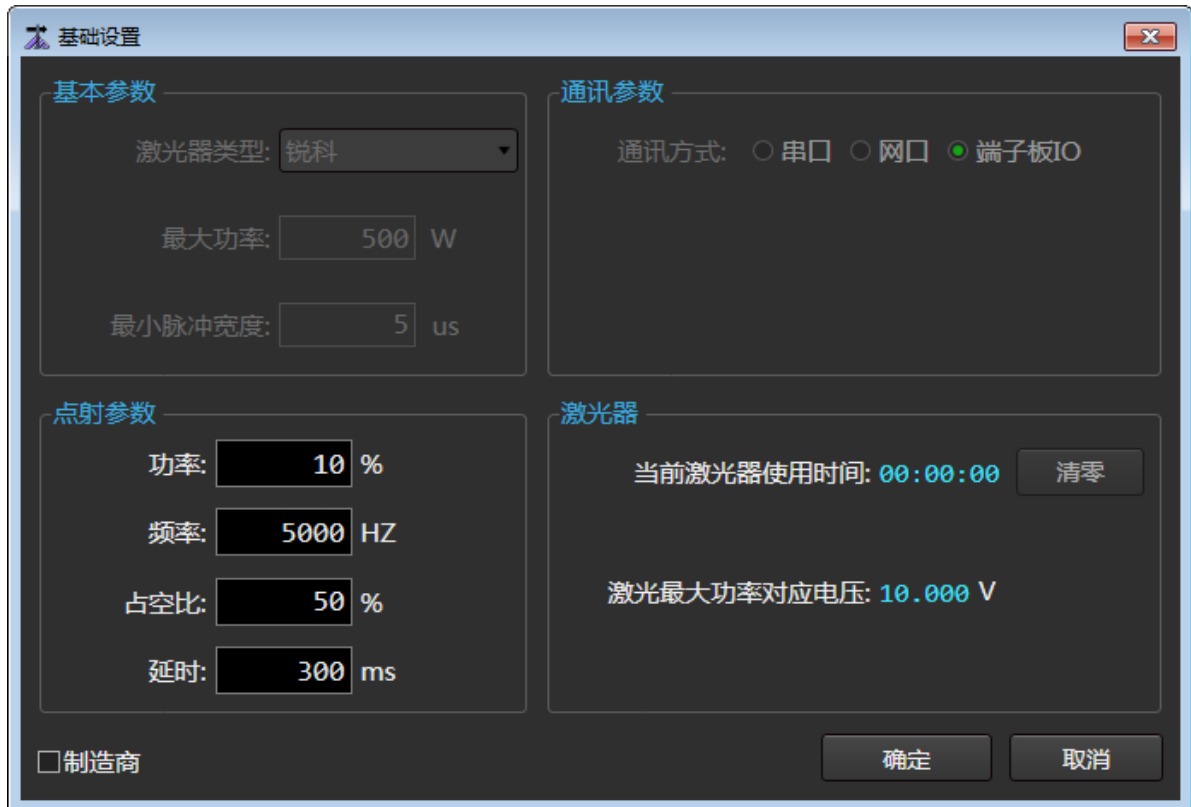 基础设置
基本参数
激光器类型: 锐科
最大功率: 500 W
最小脉冲宽度: 5 us
通讯参数
通讯方式: 串口 网口 端子板IO
点射参数
功率: 10 %
频率: 5000 HZ
占空比: 50 %
延时: 300 ms
激光器
当前激光器使用时间: 00:00:00 清零
激光最大功率对应电压: 10.000 V
制造商
确定 取消